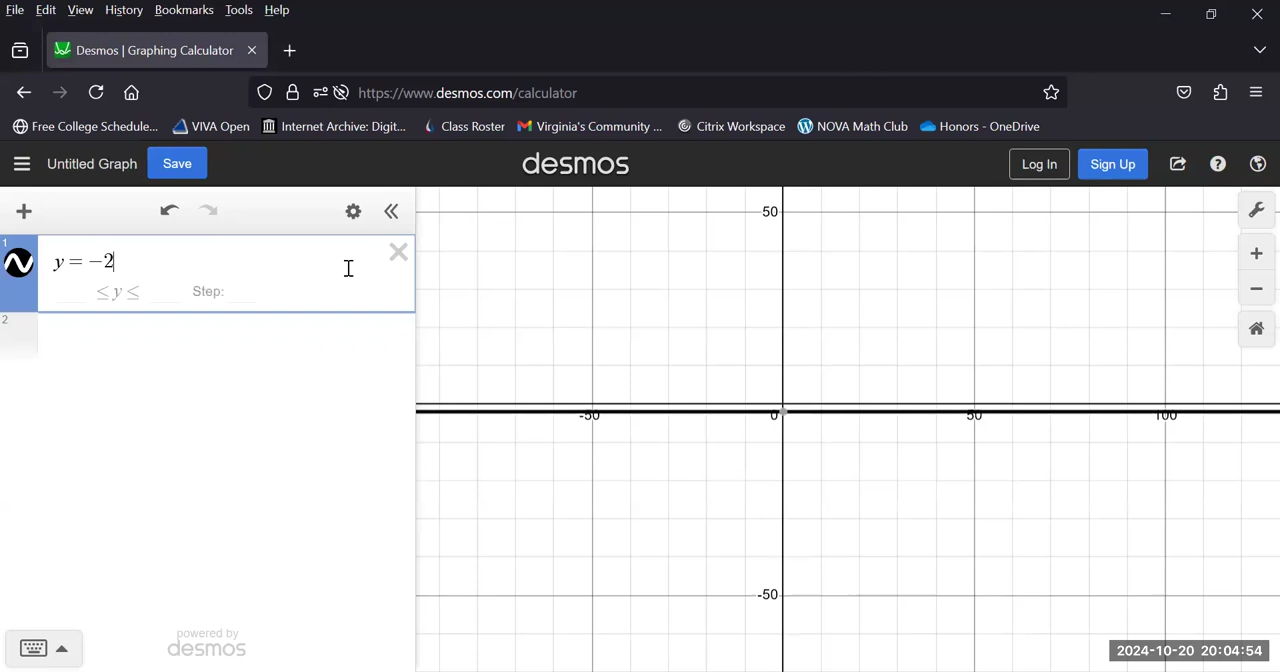 File Edit View History Bookmarks Tools Help
Desmos | Graphing Calculator
https://www.desmos.com/calculator
Free College Schedule... VIVA Open Internet Archive: Digit... Class Roster Virginia's Community ... Citrix Workspace NOVA Math Club Honors - OneDrive
Untitled Graph Save desmos Log In Sign Up
1
y = −2
≤ y ≤ Step:
2
50
-50 0 50 100
-50
powered by
desmos
2024-10-20 20:04:54